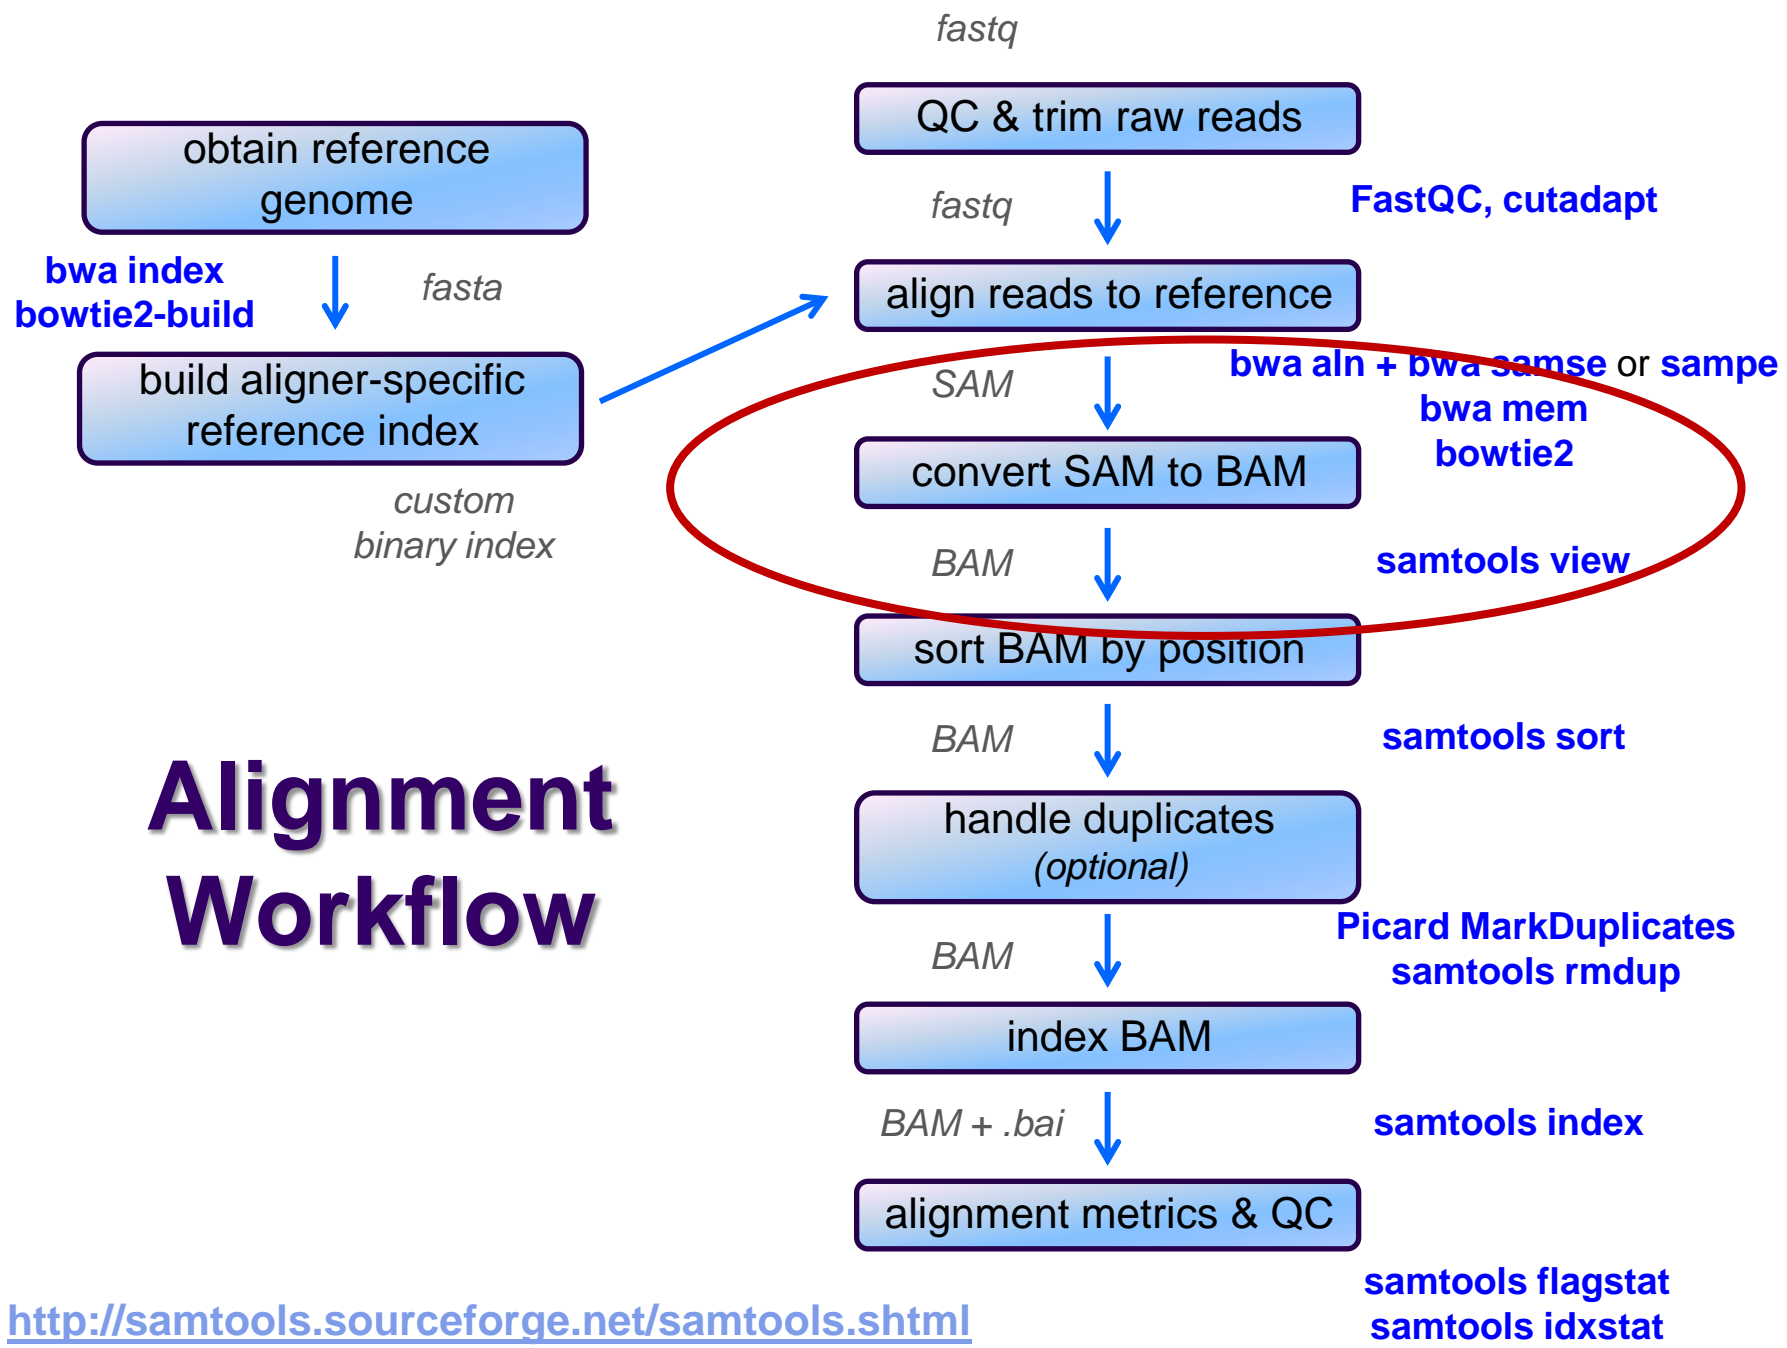 fastq
QC & trim raw reads
fastq
FastQC, cutadapt
obtain reference
genome
bwa index
bowtie2-build
fasta
build aligner-specific
reference index
custom
binary index
align reads to reference
SAM
bwa aln + bwa samse or sampe
bwa mem
bowtie2
convert SAM to BAM
BAM
samtools view
sort BAM by position
BAM
samtools sort
handle duplicates
(optional)
BAM
Picard MarkDuplicates
samtools rmdup
index BAM
BAM + .bai
samtools index
alignment metrics & QC
samtools flagstat
samtools idxstat
Alignment
Workflow
http://samtools.sourceforge.net/samtools.shtml